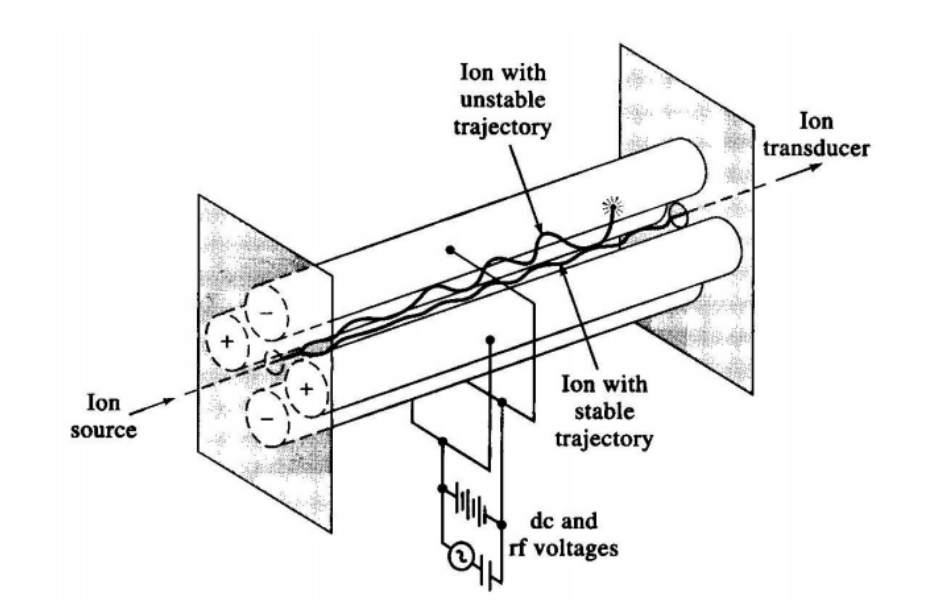 Ion with
unstable
trajectory
Ion
transducer
−
+
+
−
Ion
source
Ion with
stable
trajectory
dc and
rf voltages